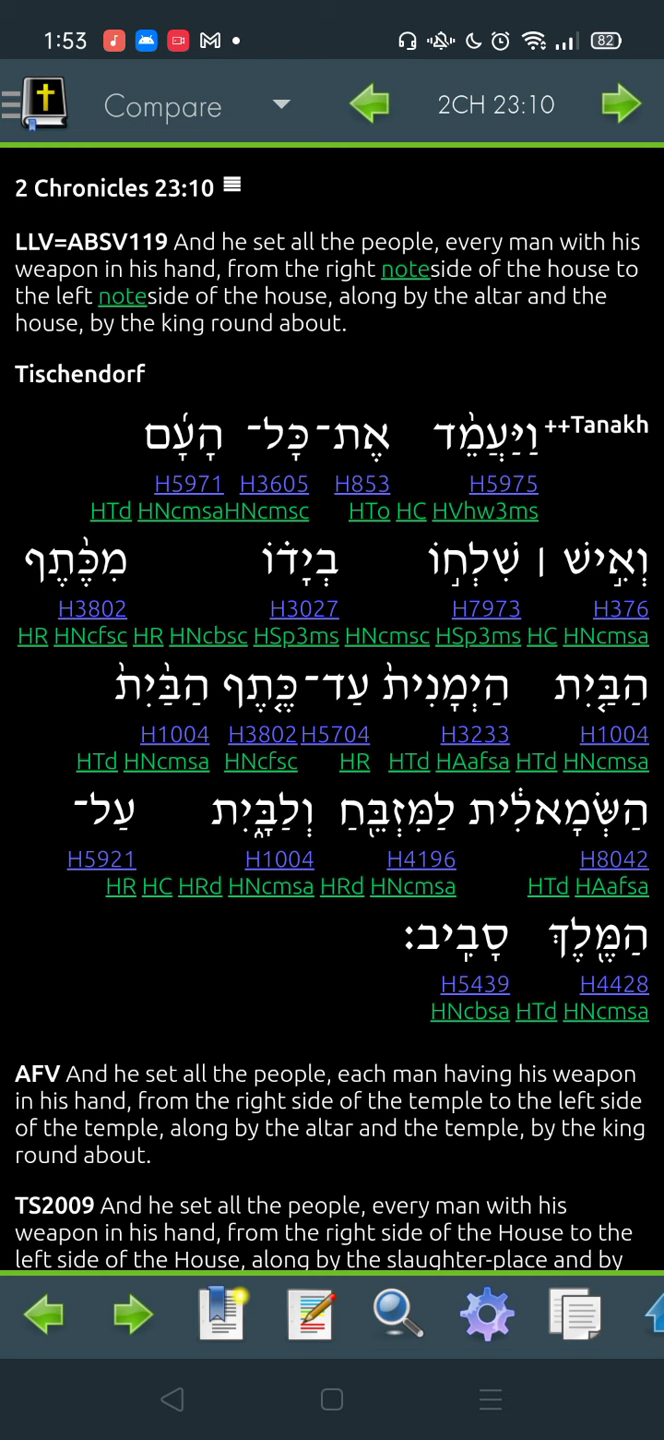 1:53 82
Compare 2CH 23:10
2 Chronicles 23:10
LLV=ABSV119 And he set all the people, every man with his
weapon in his hand, from the right noteside of the house to
the left noteside of the house, along by the altar and the
house, by the king round about.
Tischendorf
++Tanakh וַיַּעֲמֵ֨ד אֶת־ כָּל־ הָעָ֜ם
H5971 H3605 H853 H5975
HTd HNcmsaHNcmsc HTo HC HVhw3ms
וְאִ֣ישׁ ׀ שִׁלְח֣וֹ בְיָד֗וֹ מִכֶּ֨תֶף
H3802 H3027 H7973 H376
HR HNcfsc HR HNcbsc HSp3ms HNcmsc HSp3ms HC HNcmsa
הַבַּ֤יִת הַיְמָנִית֙ עַד־ כֶּ֤תֶף הַבַּ֙יִת֙
H1004 H3802 H5704 H3233 H1004
HTd HNcmsa HNcfsc HR HTd HAafsa HTd HNcmsa
הַשְּׂמָאלִ֔ית לַמִּזְבֵּ֖חַ וְלַבָּ֑יִת עַל־
H5921 H1004 H4196 H8042
HR HC HRd HNcmsa HRd HNcmsa HTd HAafsa
הַמֶּ֖לֶךְ סָבִֽיב׃
H5439 H4428
HNcbsa HTd HNcmsa
AFV And he set all the people, each man having his weapon
in his hand, from the right side of the temple to the left side
of the temple, along by the altar and the temple, by the king
round about.
TS2009 And he set all the people, every man with his
weapon in his hand, from the right side of the House to the
left side of the House, along by the slaughter-place and by